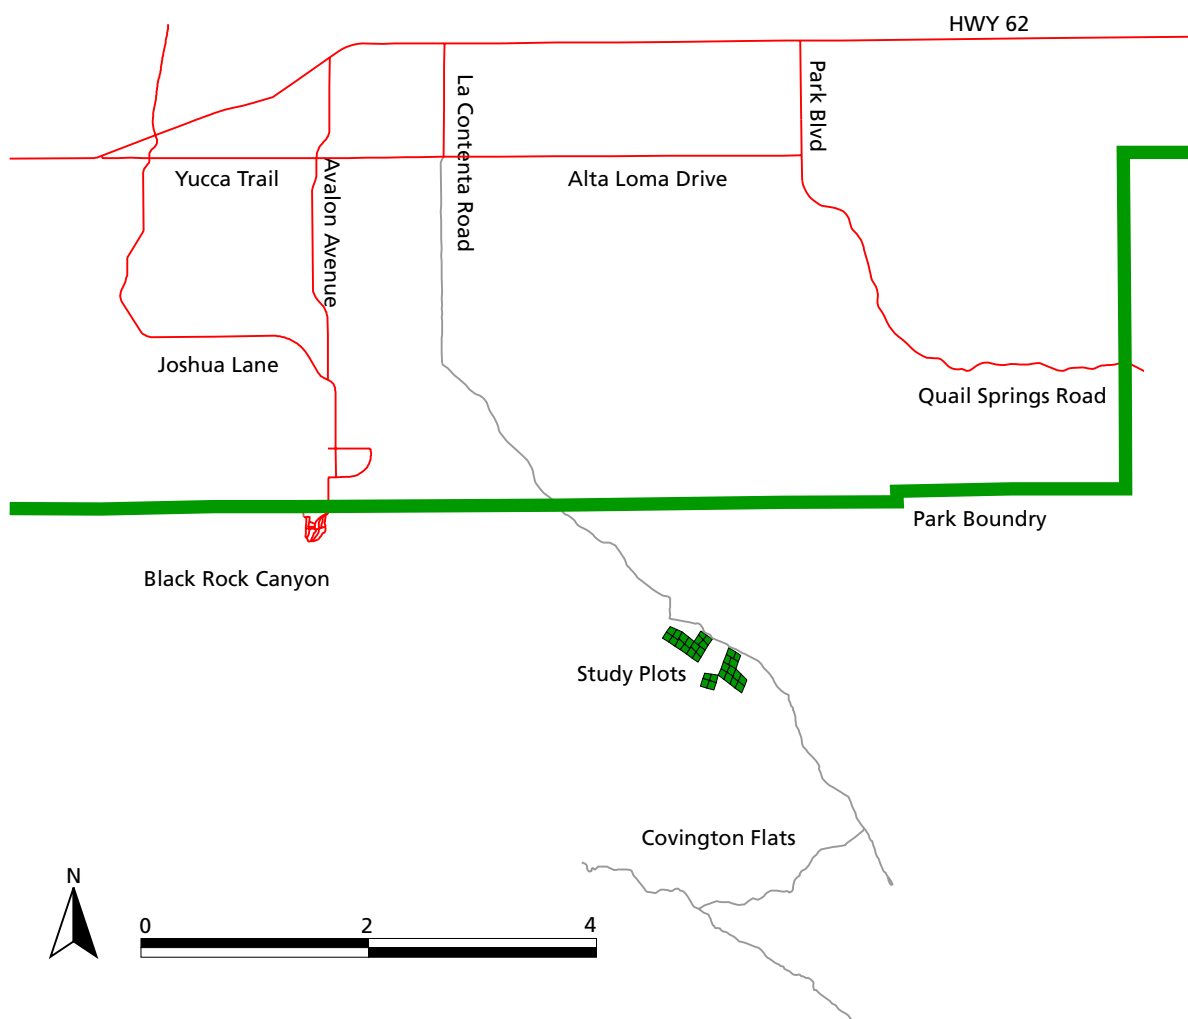 HWY 62
Park Blvd
La Contenta Road
Avalon Avenue
Yucca Trail
Alta Loma Drive
Joshua Lane
Quail Springs Road
Park Boundry
Black Rock Canyon
Study Plots
Covington Flats
N
0 2 4